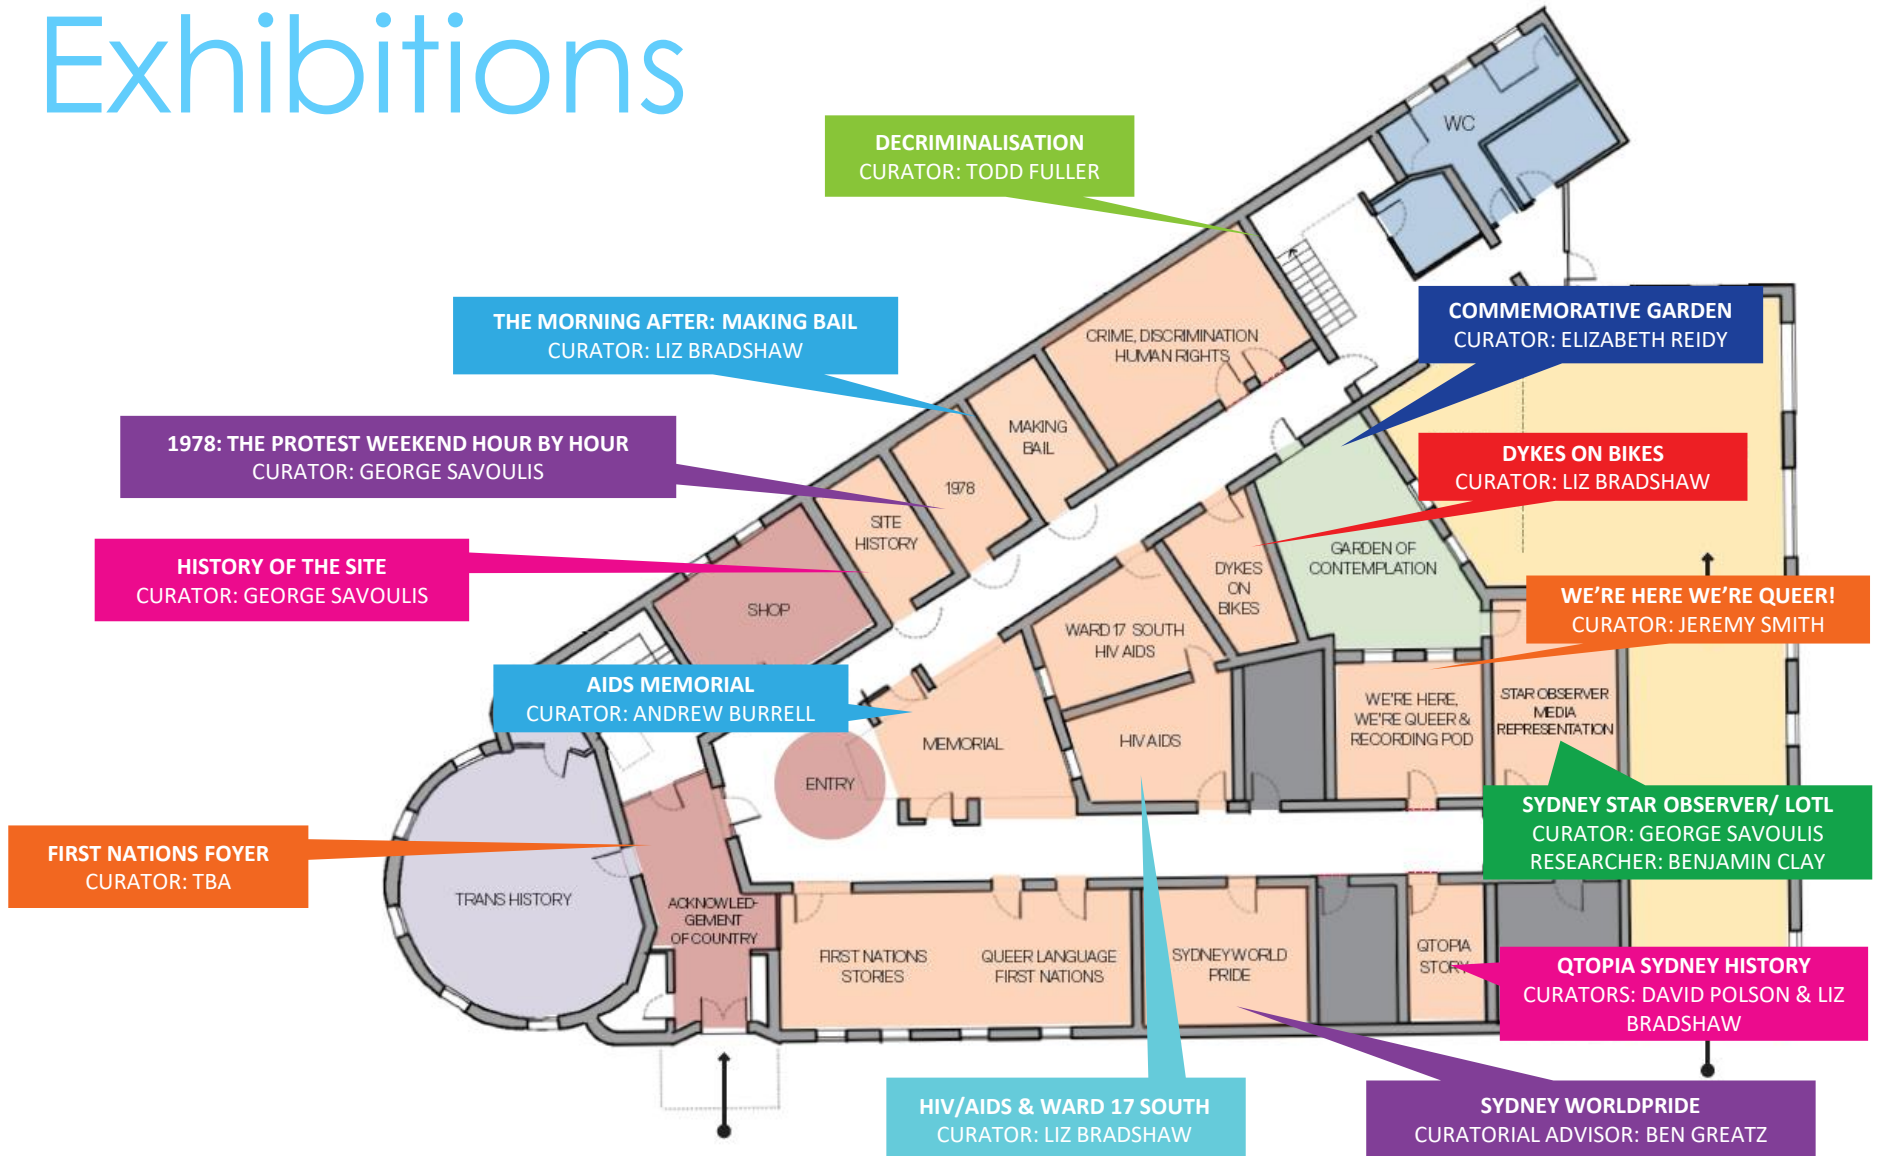 Exhibitions
DECRIMINALISATION
CURATOR: TODD FULLER
WC
THE MORNING AFTER: MAKING BAIL
CURATOR: LIZ BRADSHAW
CRIME, DISCRIMINATION
HUMAN RIGHTS
COMMEMORATIVE GARDEN
CURATOR: ELIZABETH REIDY
1978: THE PROTEST WEEKEND HOUR BY HOUR
CURATOR: GEORGE SAVOULIS
MAKING
BAIL
1978
DYKES ON BIKES
CURATOR: LIZ BRADSHAW
SITE
HISTORY
HISTORY OF THE SITE
CURATOR: GEORGE SAVOULIS
GARDEN OF
CONTEMPLATION
DYKES
ON
BIKES
SHOP
WE'RE HERE WE'RE QUEER!
CURATOR: JEREMY SMITH
WARD 17 SOUTH
HIV AIDS
AIDS MEMORIAL
CURATOR: ANDREW BURRELL
MEMORIAL
HIV AIDS
WE'RE HERE,
WE'RE QUEER &
RECORDING POD
STAR OBSERVER
MEDIA
REPRESENTATION
ENTRY
SYDNEY STAR OBSERVER/ LOTL
CURATOR: GEORGE SAVOULIS
RESEARCHER: BENJAMIN CLAY
FIRST NATIONS FOYER
CURATOR: TBA
TRANS HISTORY
ACKNOWLED-
GEMENT
OF COUNTRY
FIRST NATIONS
STORIES
QUEER LANGUAGE
FIRST NATIONS
SYDNEY WORLD
PRIDE
QTOPIA
STORY
QTOPIA SYDNEY HISTORY
CURATORS: DAVID POLSON & LIZ
BRADSHAW
HIV/AIDS & WARD 17 SOUTH
CURATOR: LIZ BRADSHAW
SYDNEY WORLDPRIDE
CURATORIAL ADVISOR: BEN GREATZ